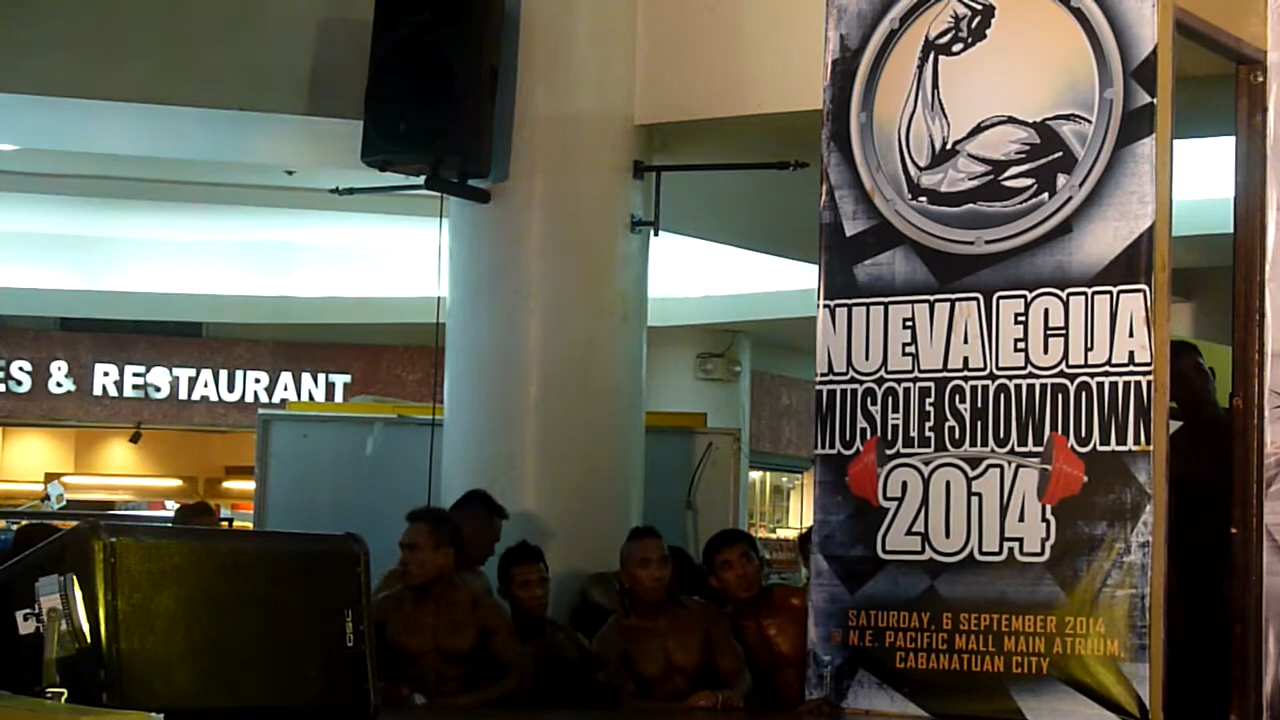 ES & RESTAURANT
NUEVA ECIJA
MUSCLE SHOWDOWN
2014
SATURDAY, 6 SEPTEMBER 2014
@ N.E. PACIFIC MALL MAIN ATRIUM,
CABANATUAN CITY